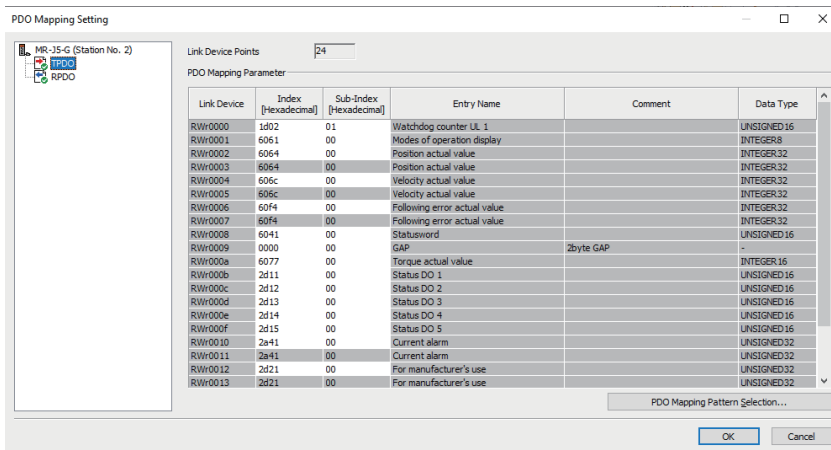 PDO Mapping Setting
MR-J5-G (Station No. 2)
TPDO
RPDO
Link Device Points 24
PDO Mapping Parameter
Link Device Index [Hexadecimal] Sub-Index [Hexadecimal] Entry Name Comment Data Type
RWr0000 1d02 01 Watchdog counter UL 1 UNSIGNED16
RWr0001 6061 00 Modes of operation display INTEGER8
RWr0002 6064 00 Position actual value INTEGER32
RWr0003 6064 00 Position actual value INTEGER32
RWr0004 606c 00 Velocity actual value INTEGER32
RWr0005 606c 00 Velocity actual value INTEGER32
RWr0006 60f4 00 Following error actual value INTEGER32
RWr0007 60f4 00 Following error actual value INTEGER32
RWr0008 6041 00 Statusword UNSIGNED16
RWr0009 0000 00 GAP 2byte GAP -
RWr000a 6077 00 Torque actual value INTEGER16
RWr000b 2d11 00 Status DO 1 UNSIGNED16
RWr000c 2d12 00 Status DO 2 UNSIGNED16
RWr000d 2d13 00 Status DO 3 UNSIGNED16
RWr000e 2d14 00 Status DO 4 UNSIGNED16
RWr000f 2d15 00 Status DO 5 UNSIGNED16
RWr0010 2a41 00 Current alarm UNSIGNED32
RWr0011 2a41 00 Current alarm UNSIGNED32
RWr0012 2d21 00 For manufacturer's use UNSIGNED32
RWr0013 2d21 00 For manufacturer's use UNSIGNED32
PDO Mapping Pattern Selection...
OK Cancel